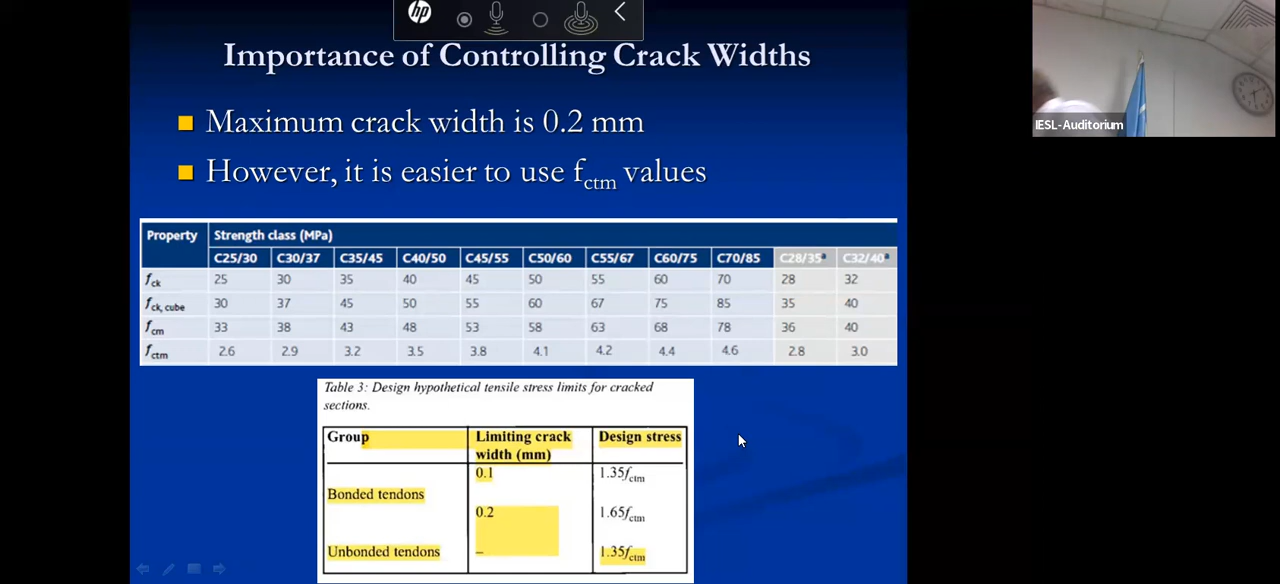 hp
Importance of Controlling Crack Widths
Maximum crack width is 0.2 mm
However, it is easier to use fctm values
Property Strength class (MPa)
C25/30 C30/37 C35/45 C40/50 C45/55 C50/60 C55/67 C60/75 C70/85 C28/35a C32/40a
fck 25 30 35 40 45 50 55 60 70 28 32
fck, cube 30 37 45 50 55 60 67 75 85 35 40
fcm 33 38 43 48 53 58 63 68 78 36 40
fctm 2.6 2.9 3.2 3.5 3.8 4.1 4.2 4.4 4.6 2.8 3.0
Table 3: Design hypothetical tensile stress limits for cracked
sections.
Group Limiting crack Design stress
width (mm)
0.1 1.35fctm
Bonded tendons
0.2 1.65fctm
Unbonded tendons – 1.35fctm
IESL-Auditorium